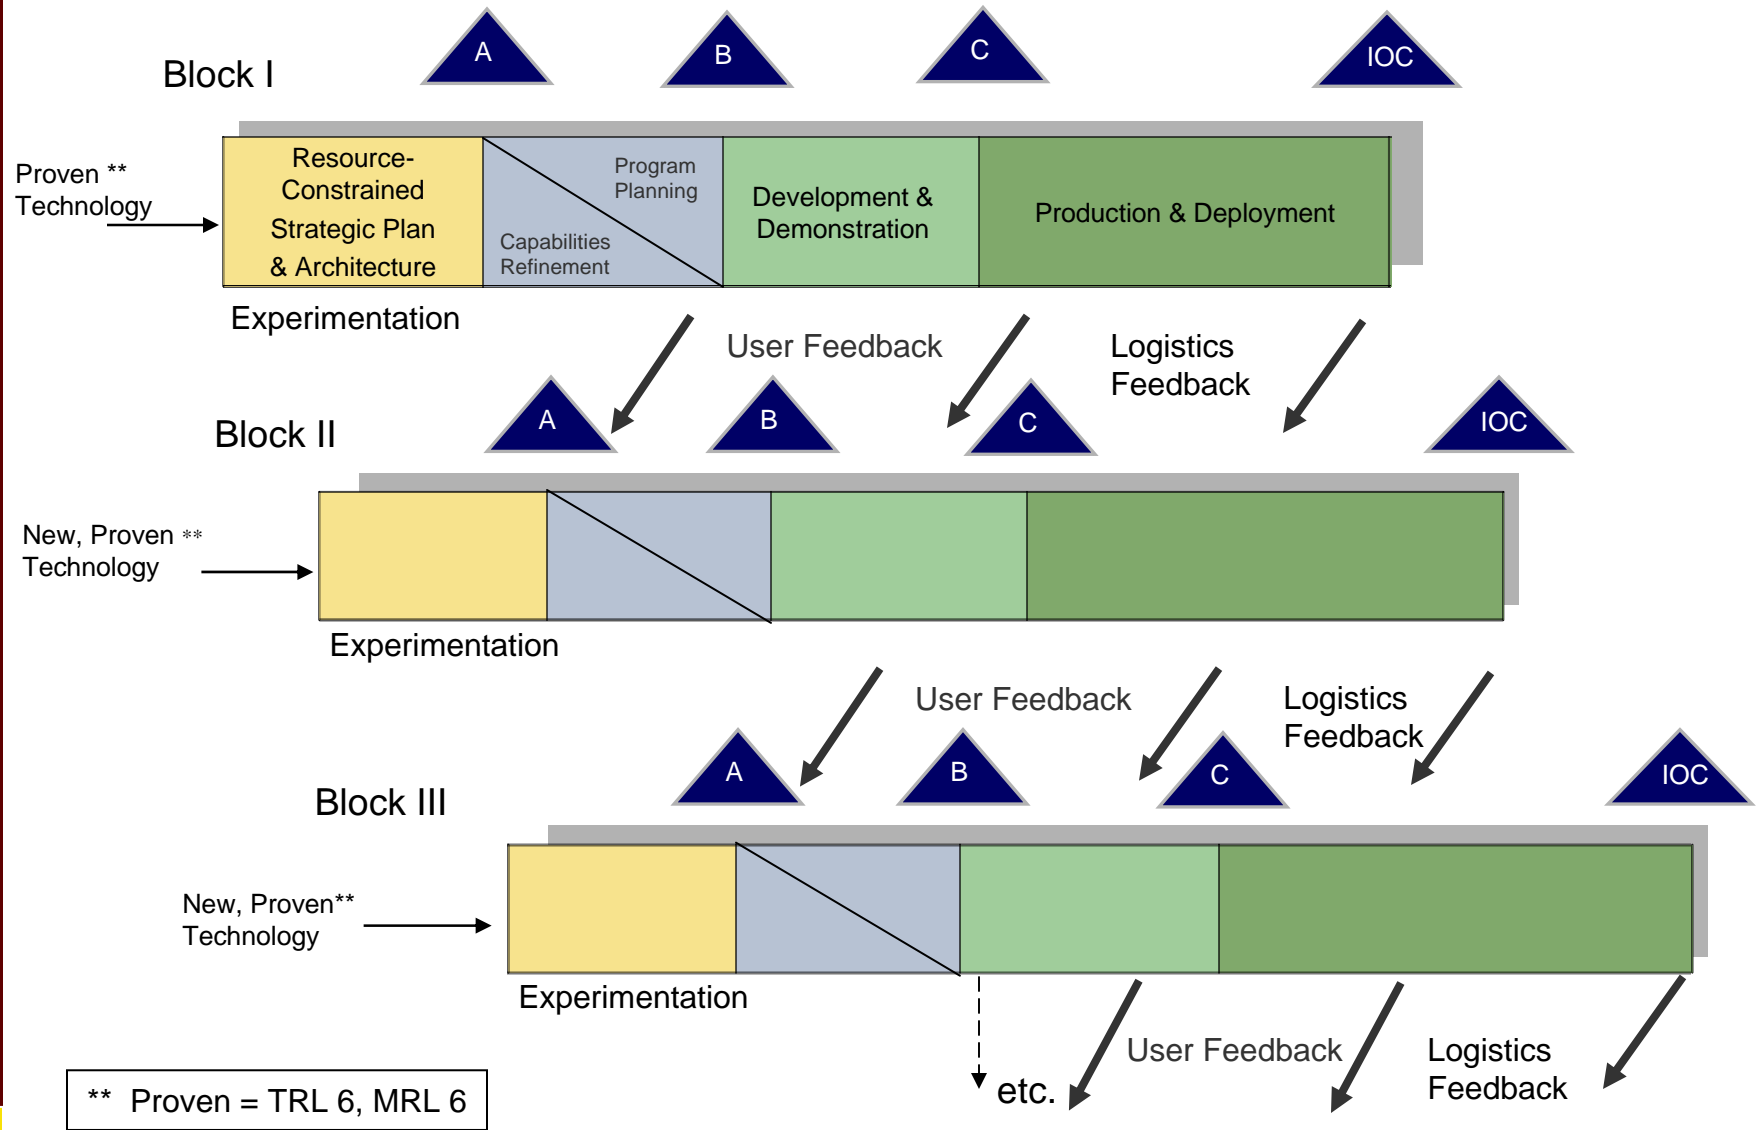 A
B
C
IOC
Block I
Proven **
Technology
Resource-
Constrained
Strategic Plan
& Architecture
Program
Planning
Capabilities
Refinement
Development &
Demonstration
Production & Deployment
Experimentation
User Feedback
Logistics
Feedback
A
B
C
IOC
Block II
New, Proven **
Technology
Experimentation
User Feedback
Logistics
Feedback
A
B
C
IOC
Block III
New, Proven**
Technology
Experimentation
etc.
User Feedback
Logistics
Feedback
** Proven = TRL 6, MRL 6